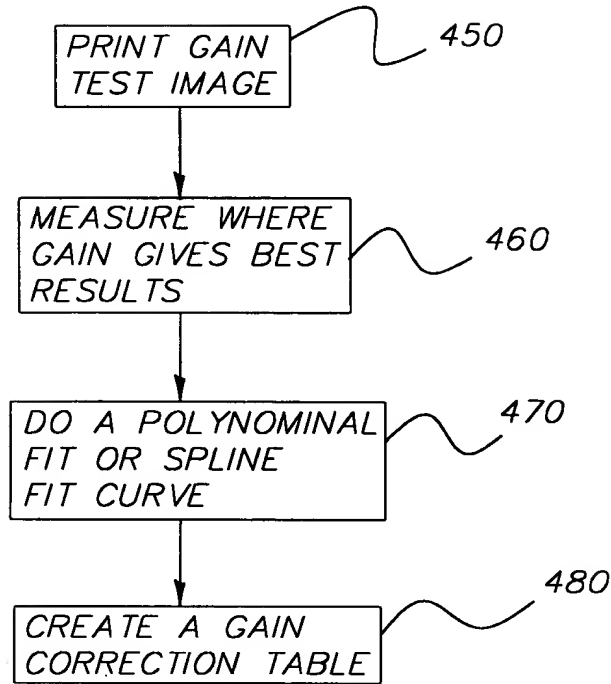 PRINT GAIN
TEST IMAGE
450
MEASURE WHERE
GAIN GIVES BEST
RESULTS
460
DO A POLYNOMINAL
FIT OR SPLINE
FIT CURVE
470
CREATE A GAIN
CORRECTION TABLE
480